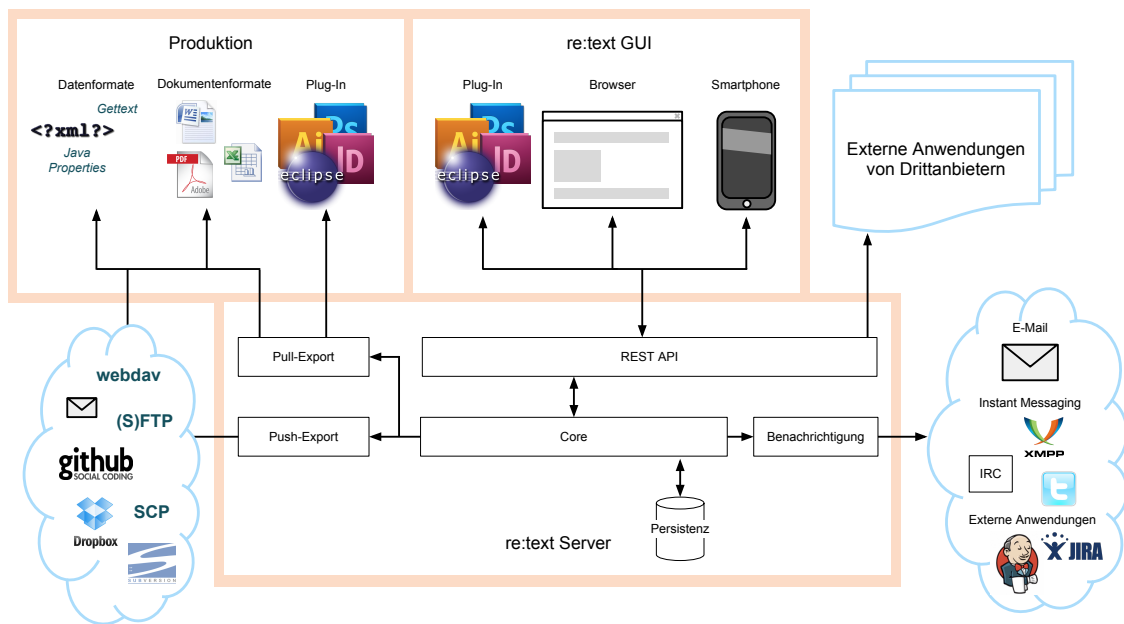 Produktion
Datenformate
Gettext
<?xml?>
Java
Properties
Dokumentenformate
W
PDF
Adobe
X
Plug-In
Ps
Ai
ID
eclipse
re:text GUI
Plug-In
Ps
Ai
ID
eclipse
Browser
Smartphone
Externe Anwendungen
von Drittanbietern
Pull-Export
REST API
Push-Export
Core
Benachrichtigung
Persistenz
re:text Server
webdav
(S)FTP
github
SOCIAL CODING
SCP
Dropbox
SUBVERSION
E-Mail
Instant Messaging
XMPP
IRC
t
Externe Anwendungen
JIRA